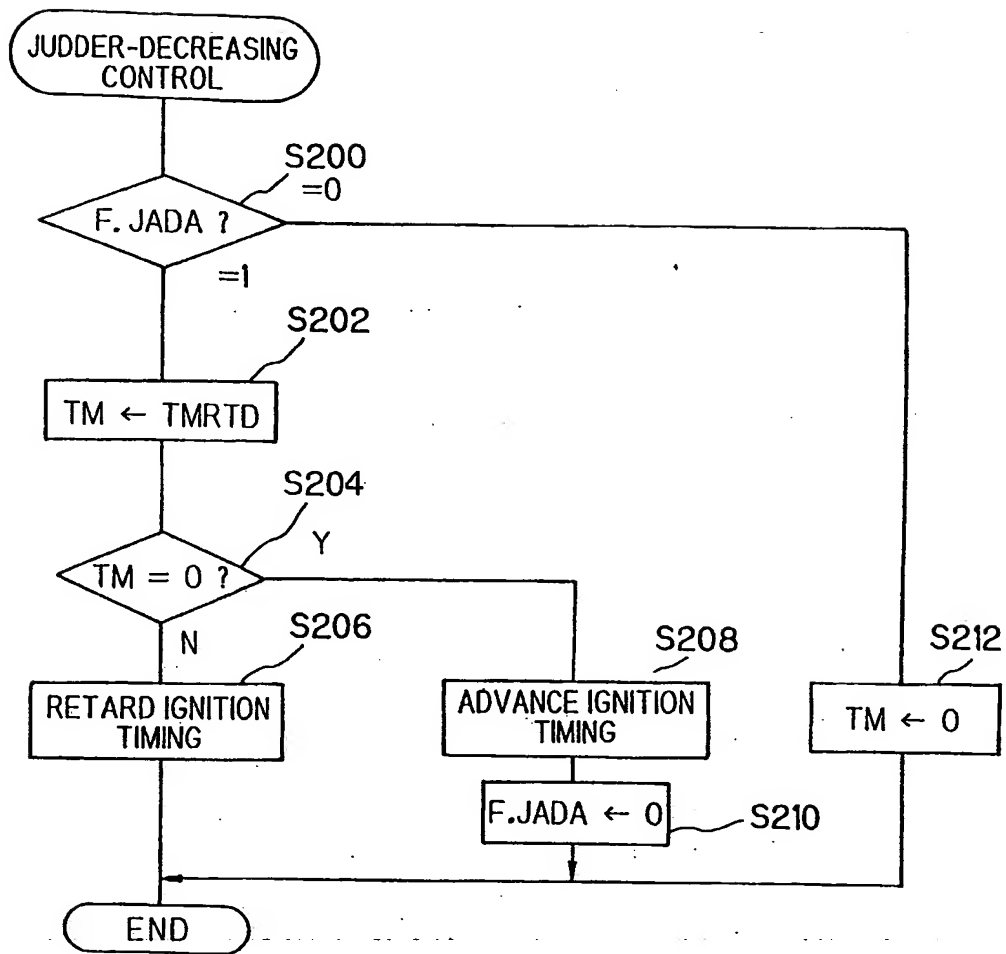 JUDDER-DECREASING
CONTROL
S200
=0
F.JADA ?
=1
S202
TM ← TMRTD
S204
Y
TM = 0 ?
N
S206
S208
S212
RETARD IGNITION
TIMING
ADVANCE IGNITION
TIMING
TM ← 0
F.JADA ← 0
S210
END